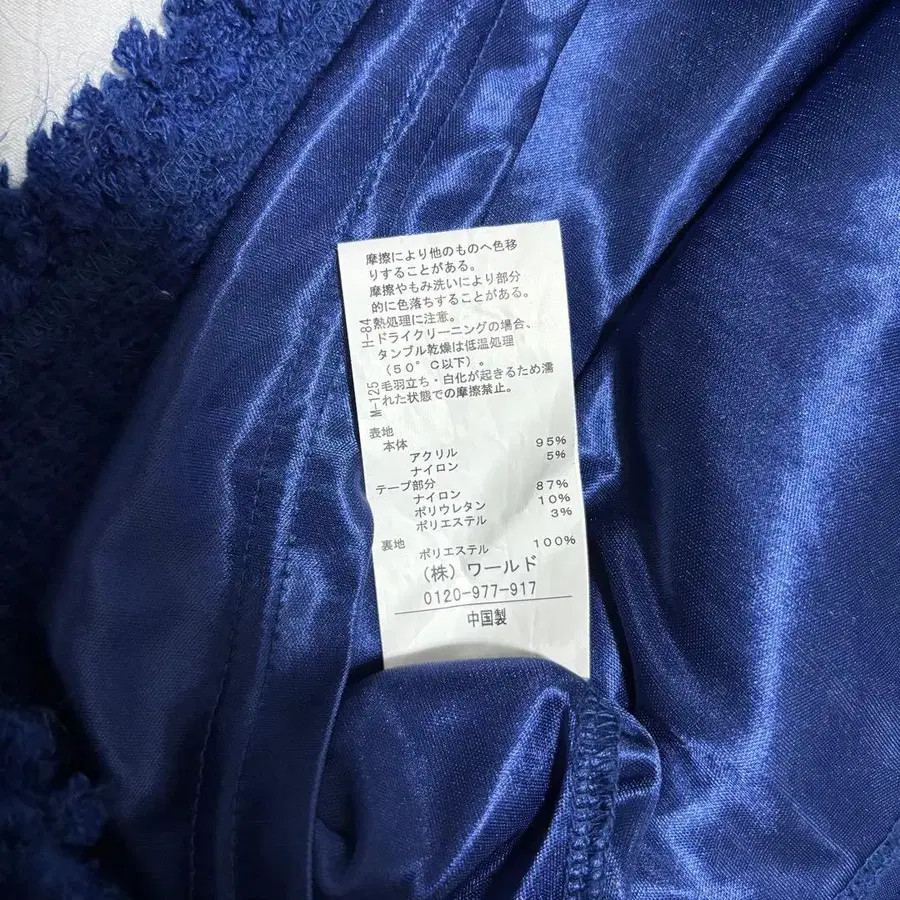 摩擦により他のものへ色移
りすることがある。
摩擦やもみ洗いにより部分
的に色落ちすることがある。
熱処理に注意。
ドライクリーニングの場合、
タンブル乾燥は低温処理
(50°C以下)。
毛羽立ち・白化が起きるため濡
れた状態での摩擦禁止。
H-84
M-125
表地
本体
アクリル 95%
ナイロン 5%
テープ部分
ナイロン 87%
ポリウレタン 10%
ポリエステル 3%
裏地
ポリエステル 100%
(株)ワールド
0120-977-917
中国製